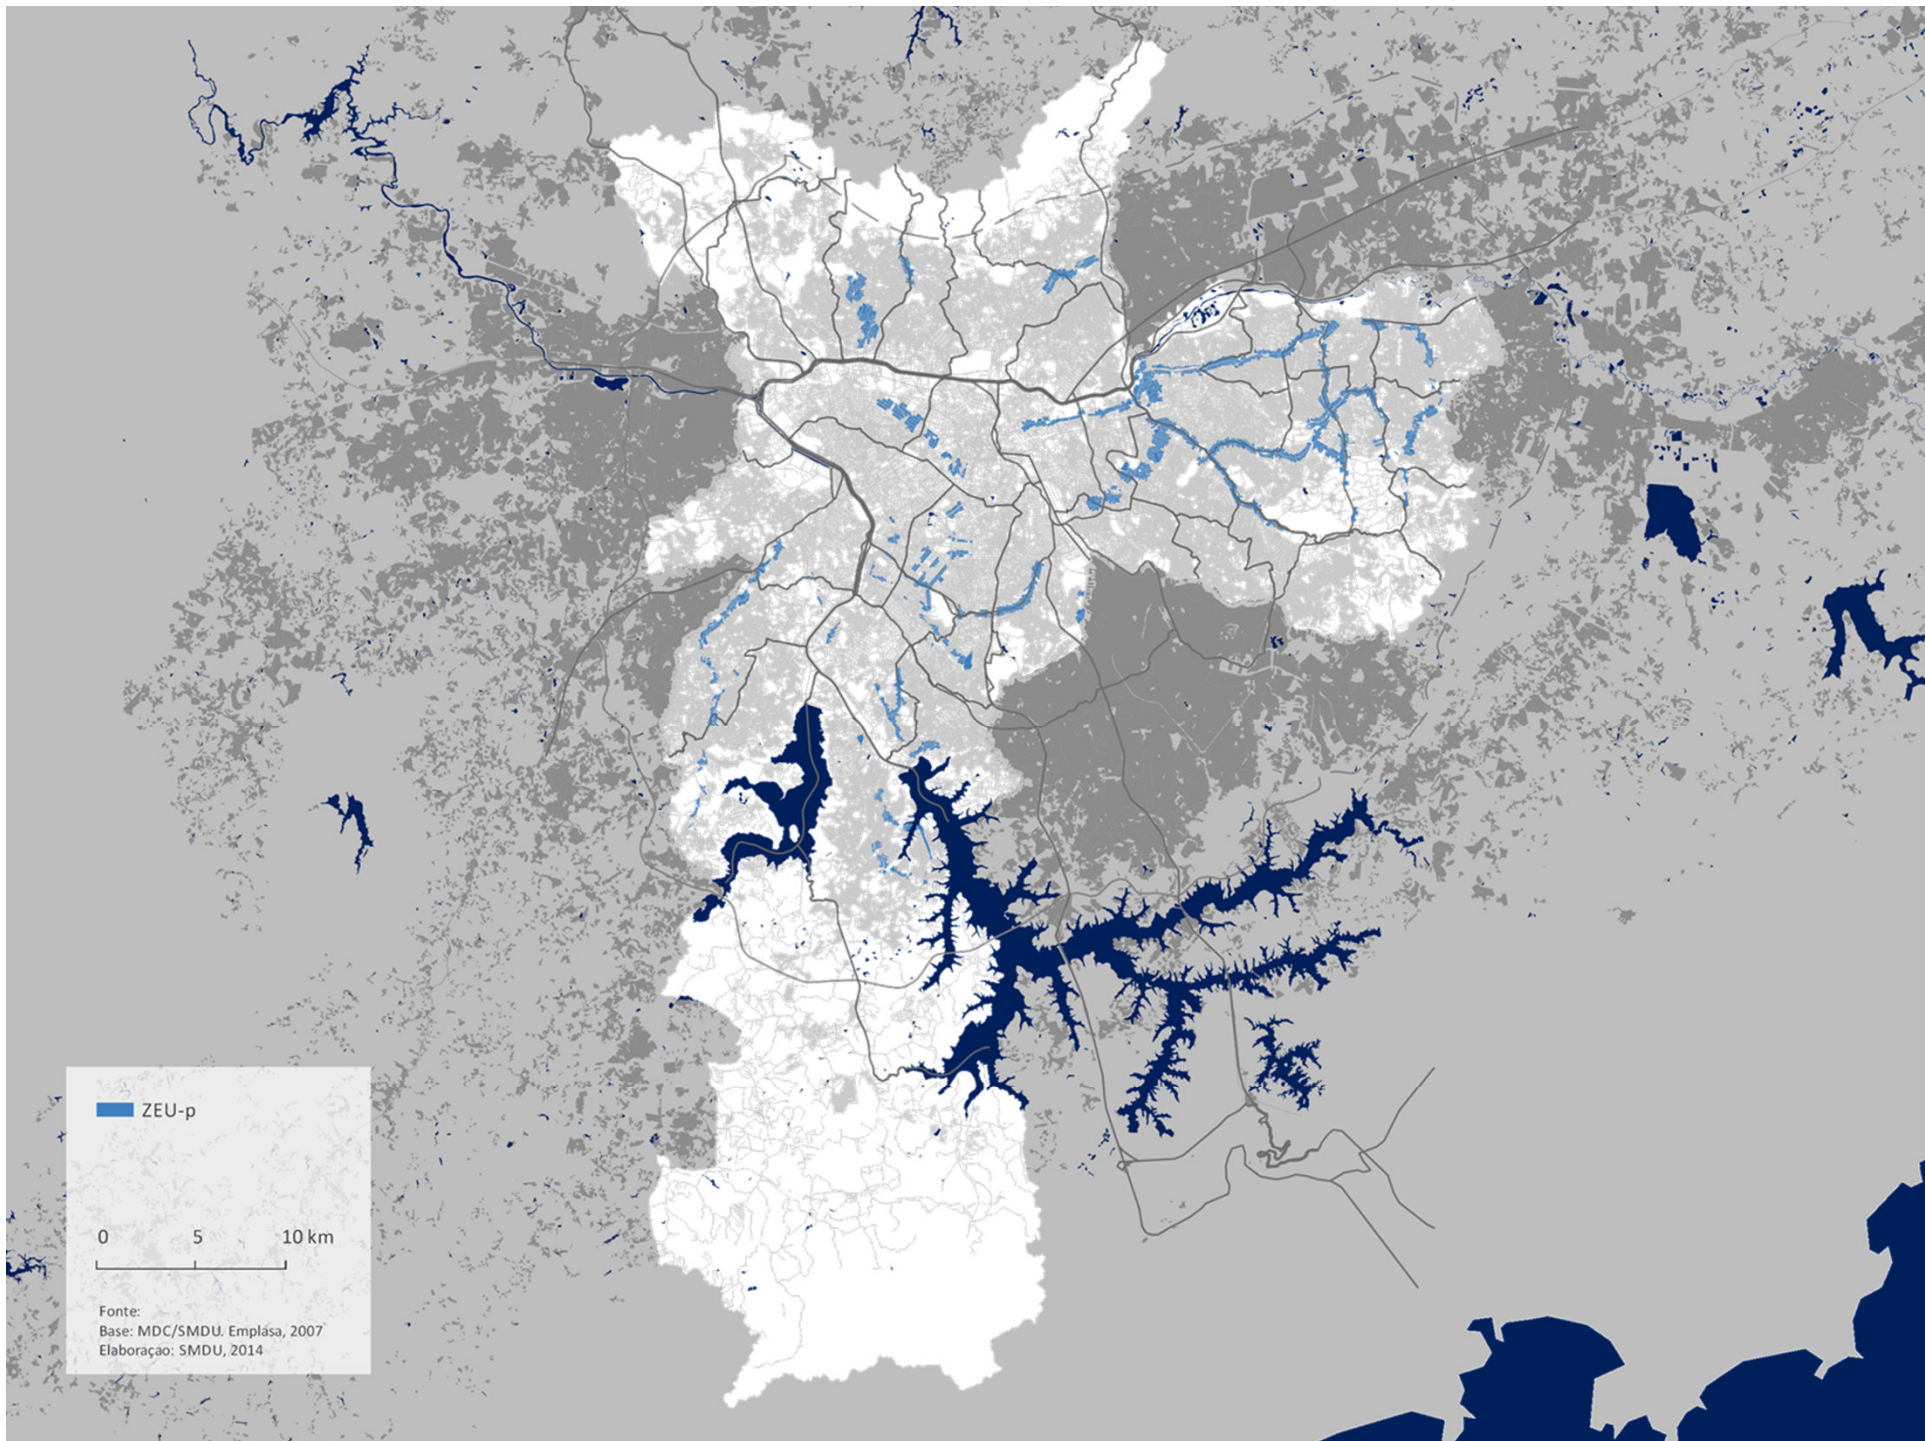 ZEU-p
0 5 10 km
Fonte:
Base: MDC/SMDU. Emplasa, 2007
Elaboraçao: SMDU, 2014